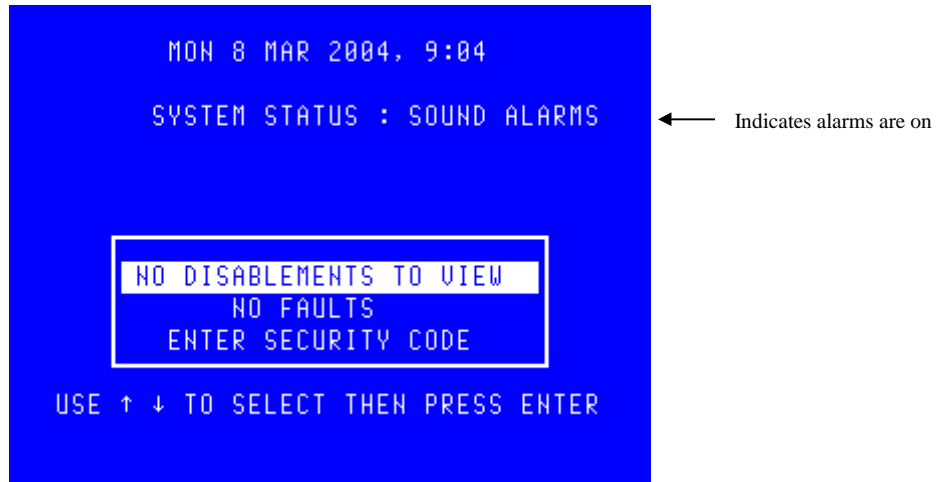 MON 8 MAR 2004, 9:04
SYSTEM STATUS : SOUND ALARMS
Indicates alarms are on
NO DISABLEMENTS TO VIEW
NO FAULTS
ENTER SECURITY CODE
USE ↑ ↓ TO SELECT THEN PRESS ENTER